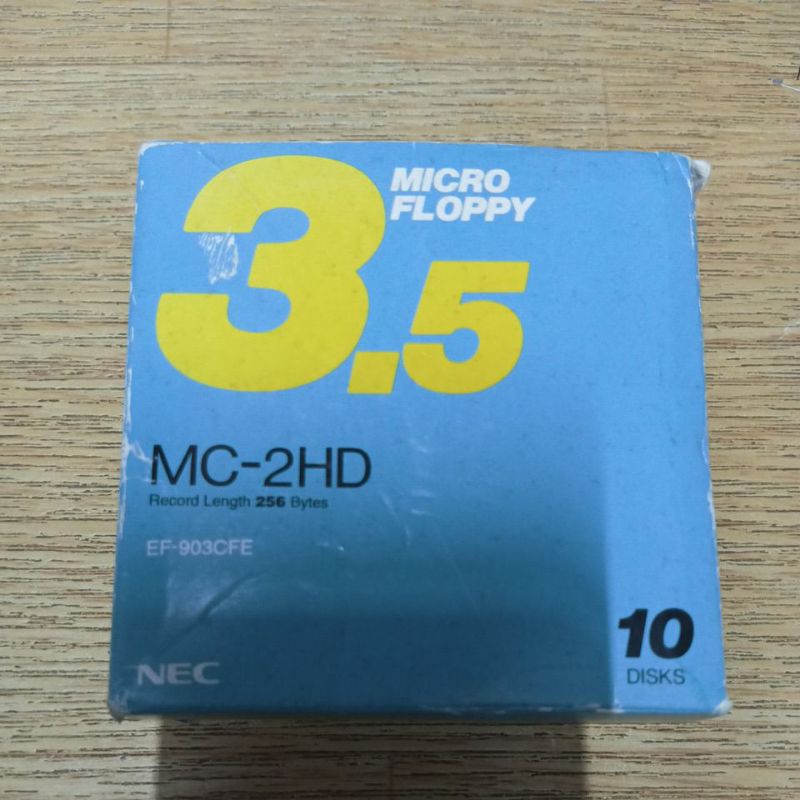 MICRO
FLOPPY
3.5
MC-2HD
Record Length 256 Bytes
EF-903CFE
10
DISKS
NEC